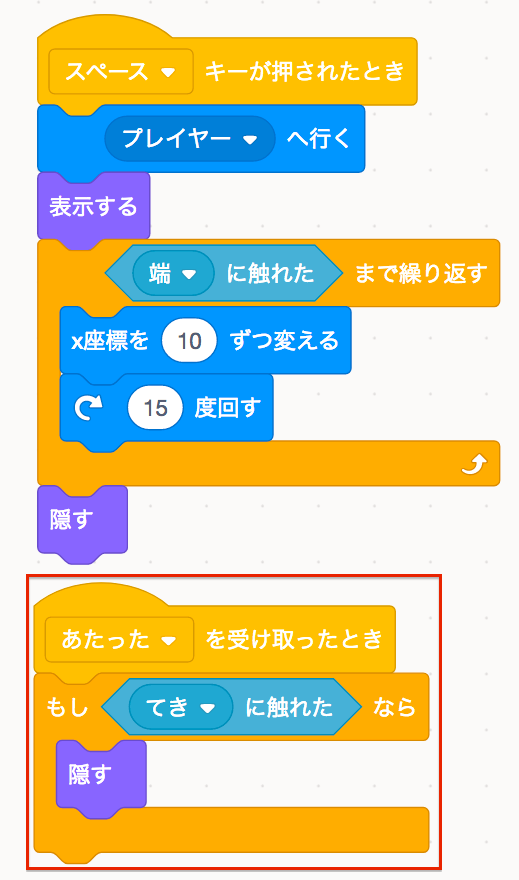 スペース キーが押されたとき
プレイヤー へ行く
表示する
端 に触れた まで繰り返す
x座標を 10 ずつ変える
15 度回す
隠す
あたった を受け取ったとき
もし てき に触れた なら
隠す